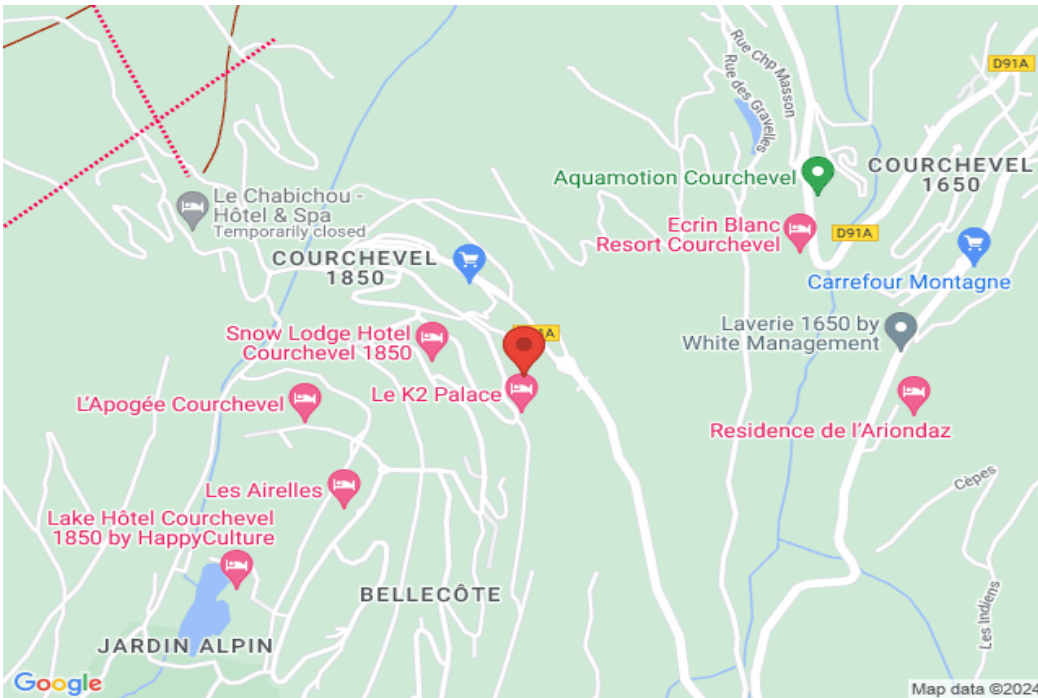 Rue Chp Masson
Rue des Gravelles
D91A
COURCHEVEL
1650
Aquamotion Courchevel
Le Chabichou -
Hôtel & Spa
Temporarily closed
Ecrin Blanc
Resort Courchevel
D91A
COURCHEVEL
1850
Carrefour Montagne
Laverie 1650 by
White Management
Snow Lodge Hotel
Courchevel 1850
Le K2 Palace
L'Apogée Courchevel
Residence de l'Ariondaz
Les Airelles
Cèpes
Lake Hôtel Courchevel
1850 by HappyCulture
BELLECÔTE
Les Indiens
JARDIN ALPIN
Google
Map data ©2024